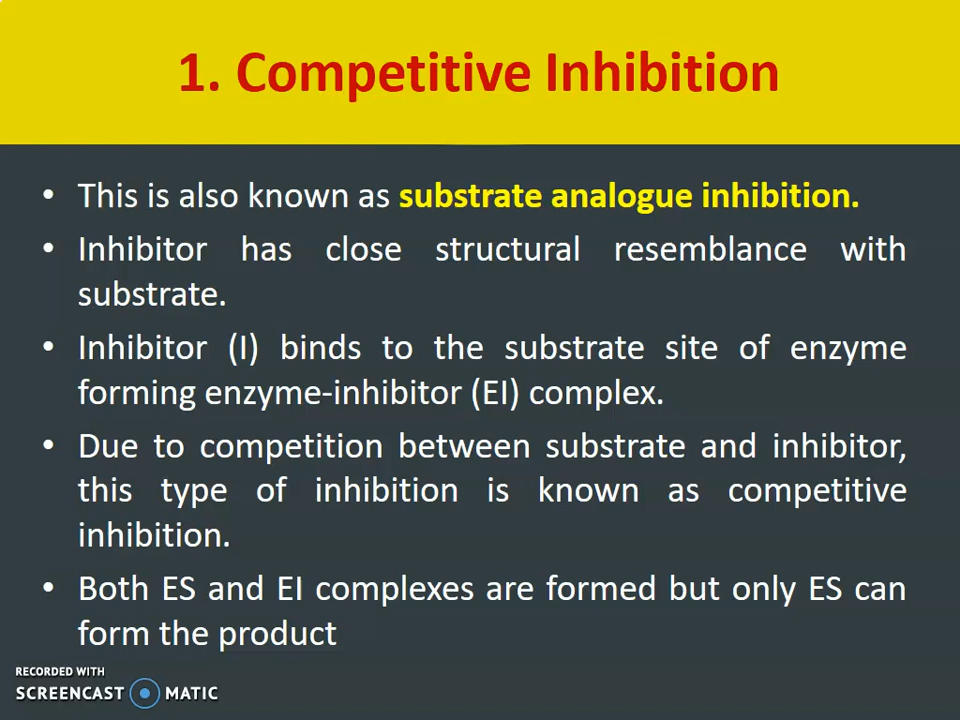 1. Competitive Inhibition
• This is also known as substrate analogue inhibition.
• Inhibitor has close structural resemblance with
substrate.
• Inhibitor (I) binds to the substrate site of enzyme
forming enzyme-inhibitor (EI) complex.
• Due to competition between substrate and inhibitor,
this type of inhibition is known as competitive
inhibition.
• Both ES and EI complexes are formed but only ES can
form the product
RECORDED WITH
SCREENCAST MATIC